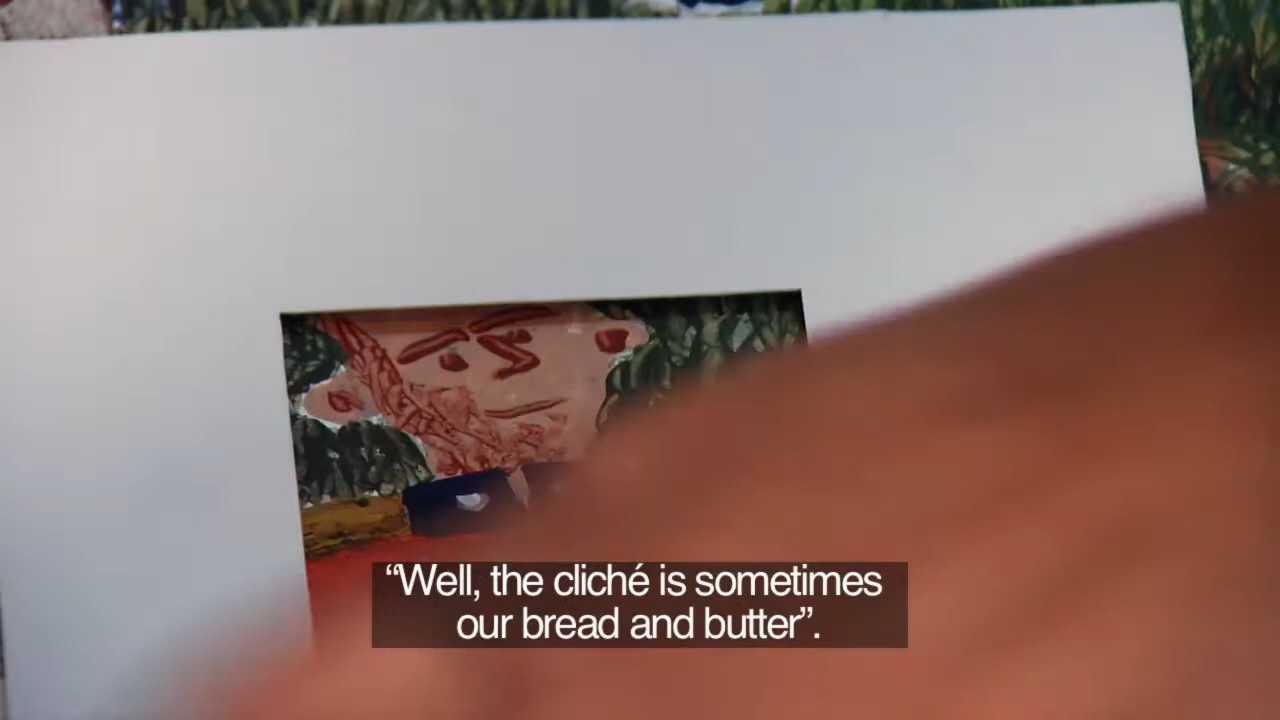 “Well, the cliché is sometimes
our bread and butter”.